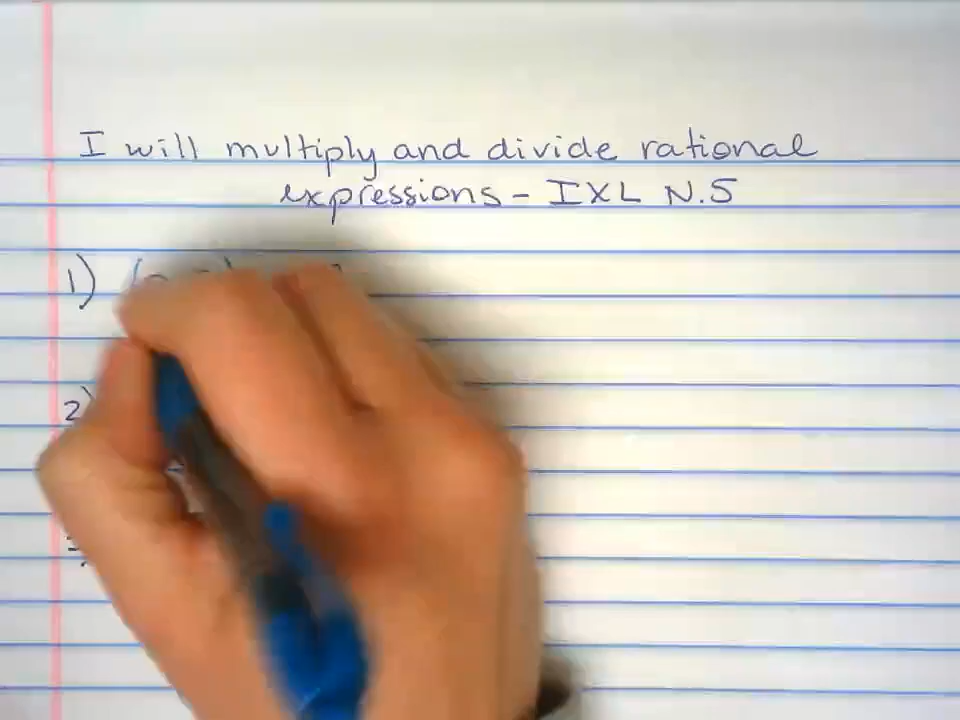 I will multiply and divide rational
expressions - IXL N.5
1)
2)